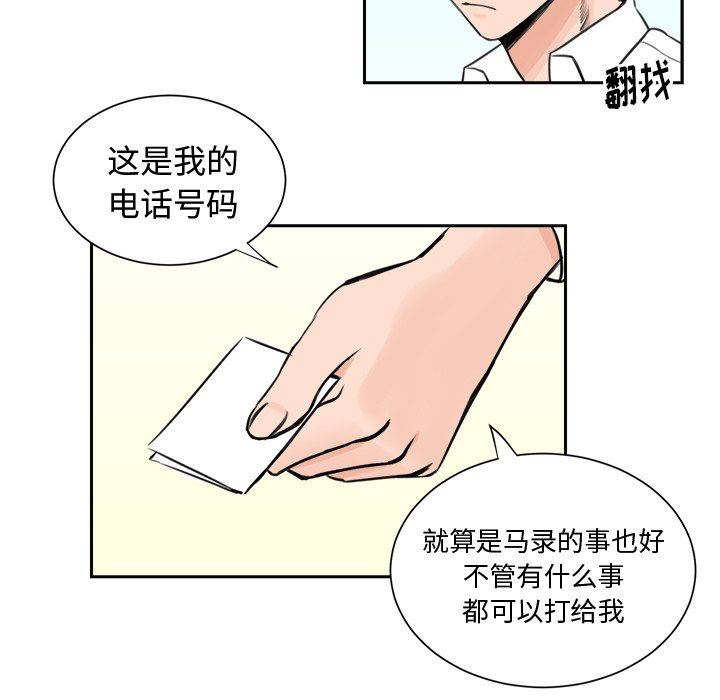 翻找
这是我的
电话号码
就算是马录的事也好
不管有什么事
都可以打给我